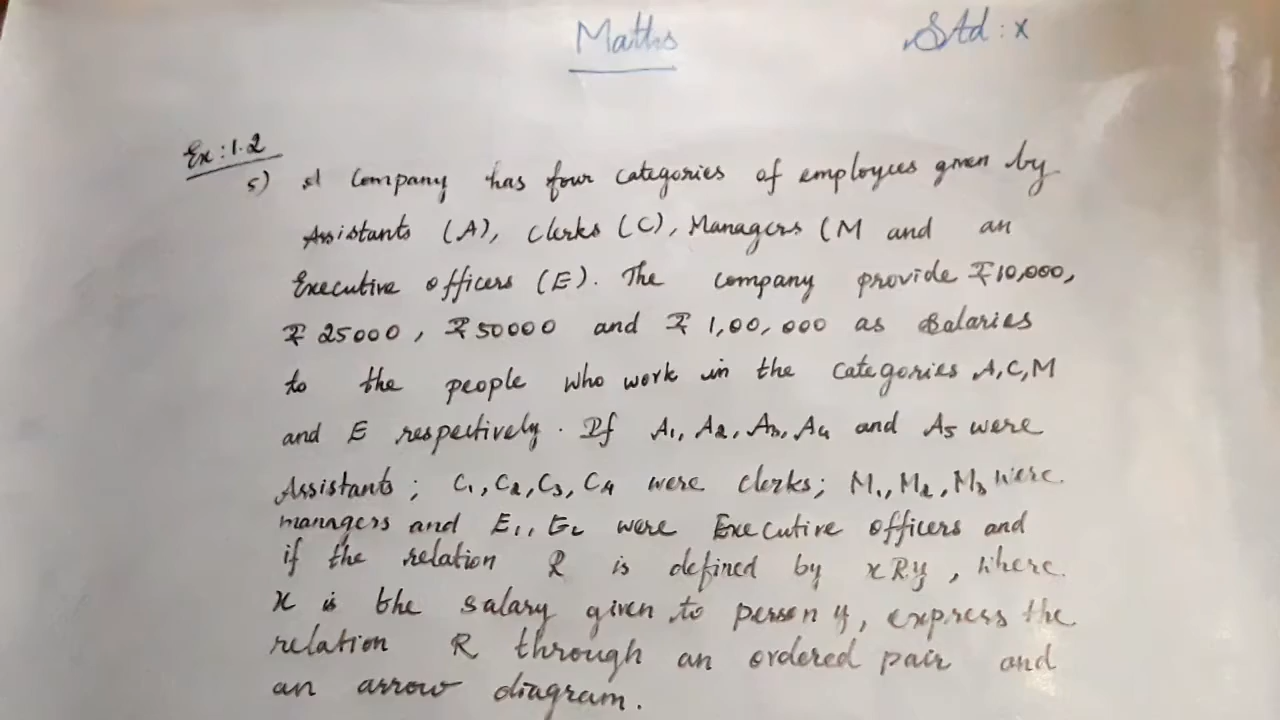 Maths
Std : x
Ex : 1.2
5) A Company has four categories of employees given by
Assistants (A), Clerks (C), Managers (M and an
Executive officers (E). The company provide ₹10,000,
₹ 25000, ₹ 50000 and ₹ 1,00,000 as Salaries
to the people who work in the categories A, C, M
and E respectively. If A1, A2, A3, A4 and A5 were
Assistants; C1, C2, C3, C4 were clerks; M1, M2, M3 were.
managers and E1, E2 were Executive officers and
if the relation R is defined by xRy, where.
x is the salary given to person y, express the
relation R through an ordered pair and
an arrow diagram.